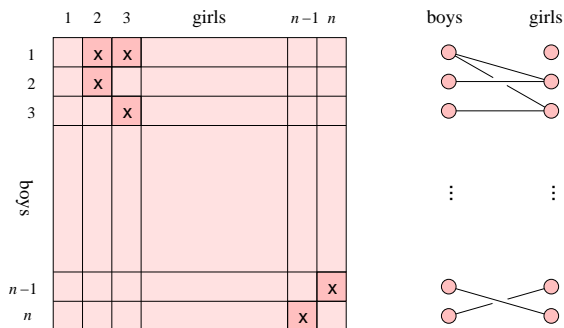 1 2 3 girls n−1 n boys girls
1 x x
2 x
3 x
boys
⋮ ⋮
n−1 x
n x